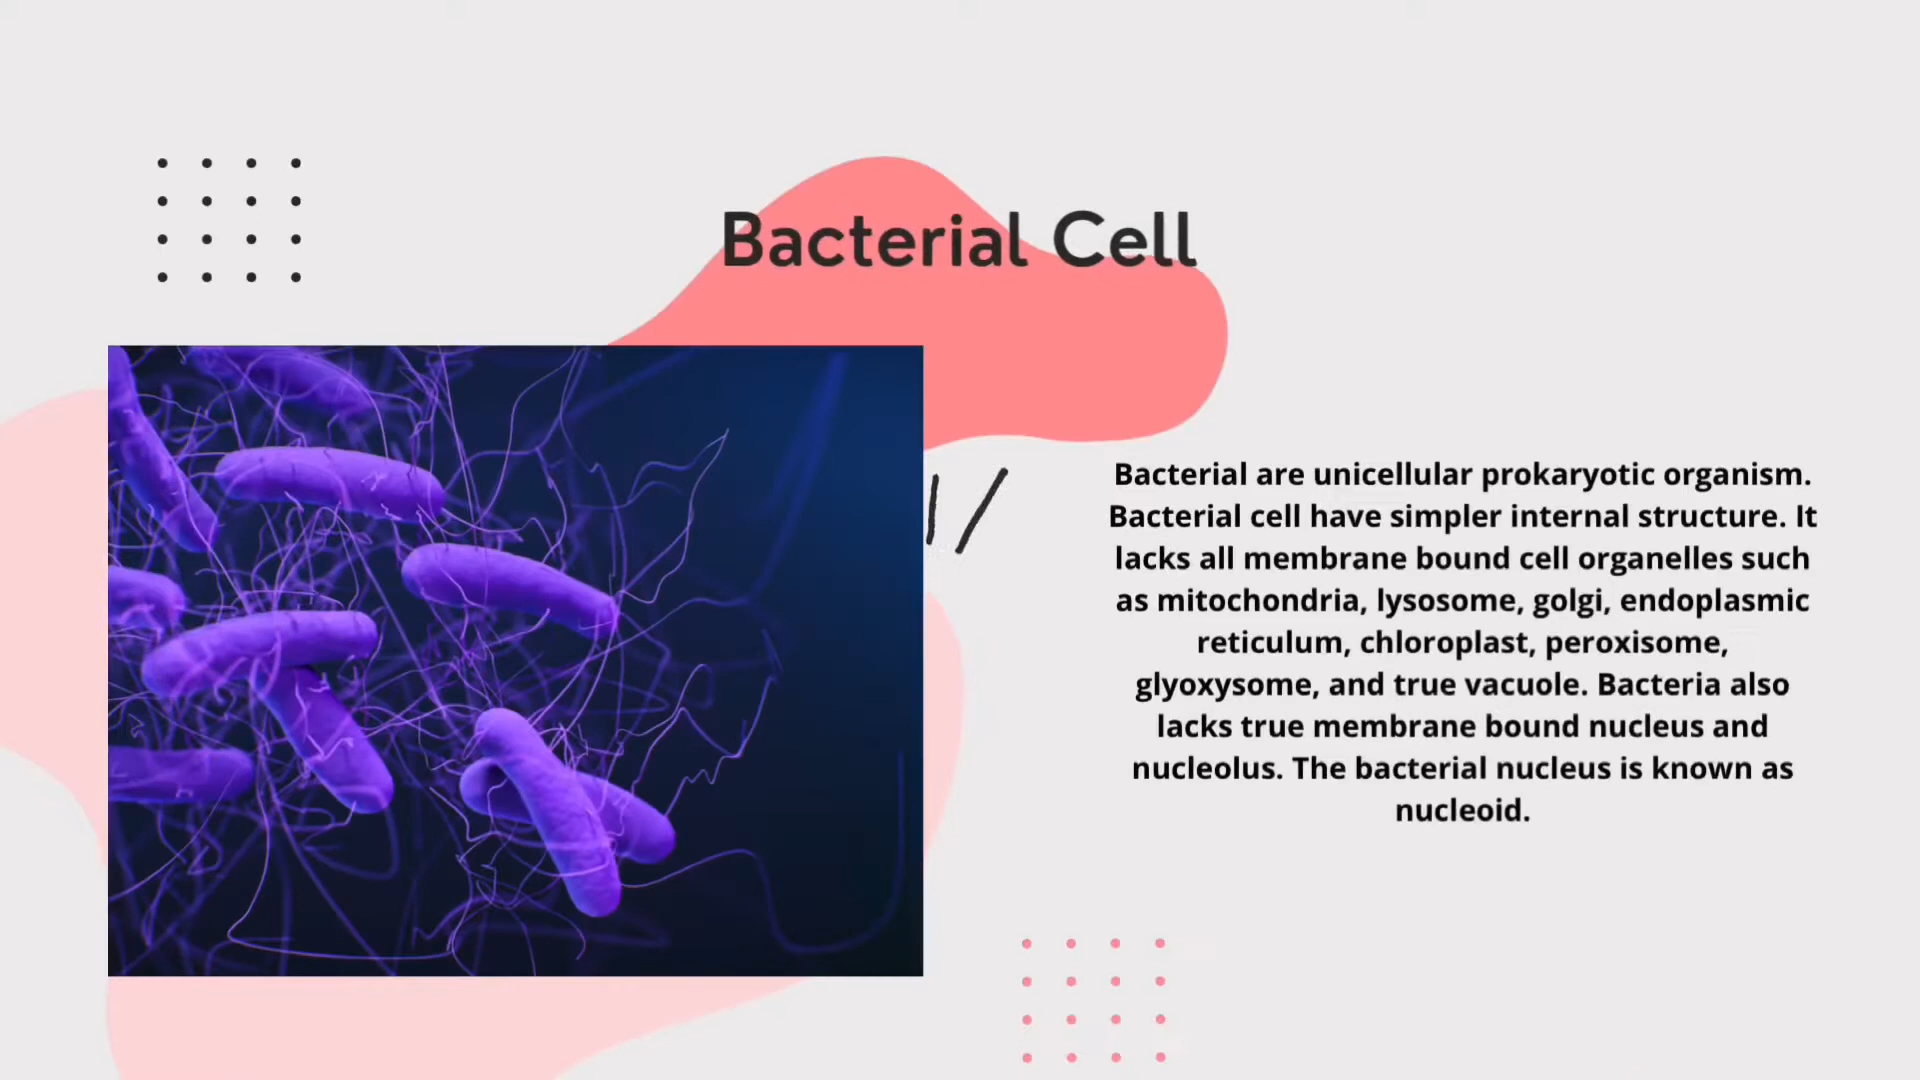 Bacterial Cell
Bacterial are unicellular prokaryotic organism.
Bacterial cell have simpler internal structure. It
lacks all membrane bound cell organelles such
as mitochondria, lysosome, golgi, endoplasmic
reticulum, chloroplast, peroxisome,
glyoxysome, and true vacuole. Bacteria also
lacks true membrane bound nucleus and
nucleolus. The bacterial nucleus is known as
nucleoid.